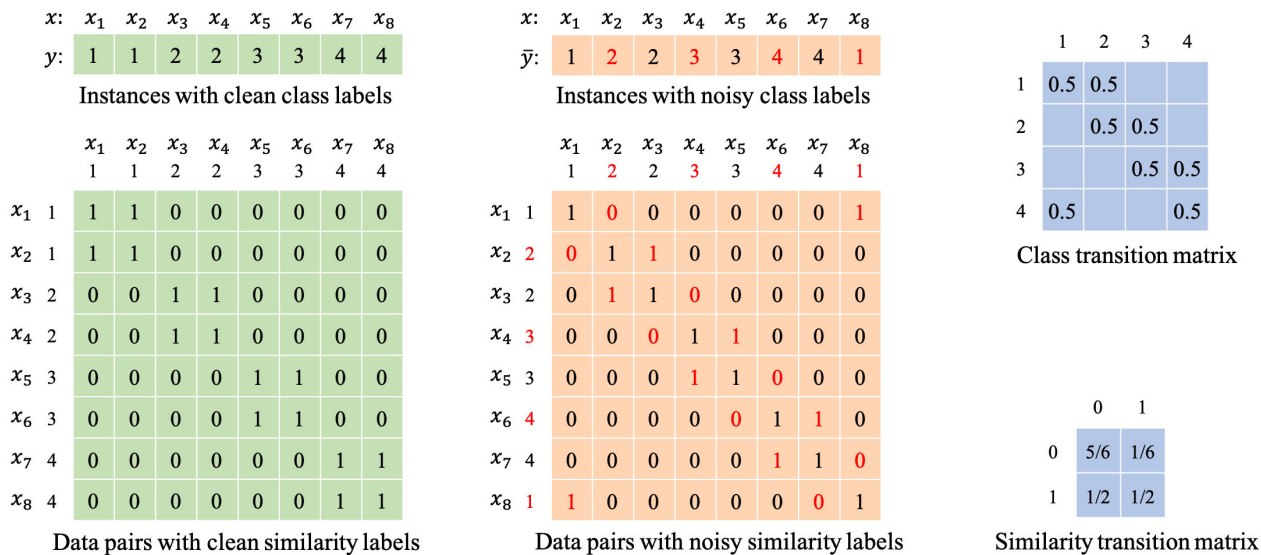 x: x₁ x₂ x₃ x₄ x₅ x₆ x₇ x₈
y: 1 1 2 2 3 3 4 4
Instances with clean class labels
x₁ x₂ x₃ x₄ x₅ x₆ x₇ x₈
1 1 2 2 3 3 4 4
x₁ 1 1 1 0 0 0 0 0 0
x₂ 1 1 1 0 0 0 0 0 0
x₃ 2 0 0 1 1 0 0 0 0
x₄ 2 0 0 1 1 0 0 0 0
x₅ 3 0 0 0 0 1 1 0 0
x₆ 3 0 0 0 0 1 1 0 0
x₇ 4 0 0 0 0 0 0 1 1
x₈ 4 0 0 0 0 0 0 1 1
Data pairs with clean similarity labels
x: x₁ x₂ x₃ x₄ x₅ x₆ x₇ x₈
ȳ: 1 2 2 3 3 4 4 1
Instances with noisy class labels
x₁ x₂ x₃ x₄ x₅ x₆ x₇ x₈
1 2 2 3 3 4 4 1
x₁ 1 1 0 0 0 0 0 0 1
x₂ 2 0 1 1 0 0 0 0 0
x₃ 2 0 1 1 0 0 0 0 0
x₄ 3 0 0 0 1 1 0 0 0
x₅ 3 0 0 0 1 1 0 0 0
x₆ 4 0 0 0 0 0 1 1 0
x₇ 4 0 0 0 0 0 1 1 0
x₈ 1 1 0 0 0 0 0 0 1
Data pairs with noisy similarity labels
1 2 3 4
1 0.5 0.5
2 0.5 0.5
3 0.5 0.5
4 0.5 0.5
Class transition matrix
0 1
0 5/6 1/6
1 1/2 1/2
Similarity transition matrix